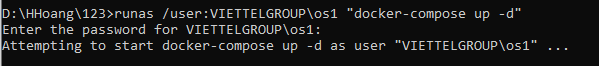 D:\HHoang\123>runas /user:VIETTELGROUP\os1 "docker-compose up -d"
Enter the password for VIETTELGROUP\os1:
Attempting to start docker-compose up -d as user "VIETTELGROUP\os1" ...